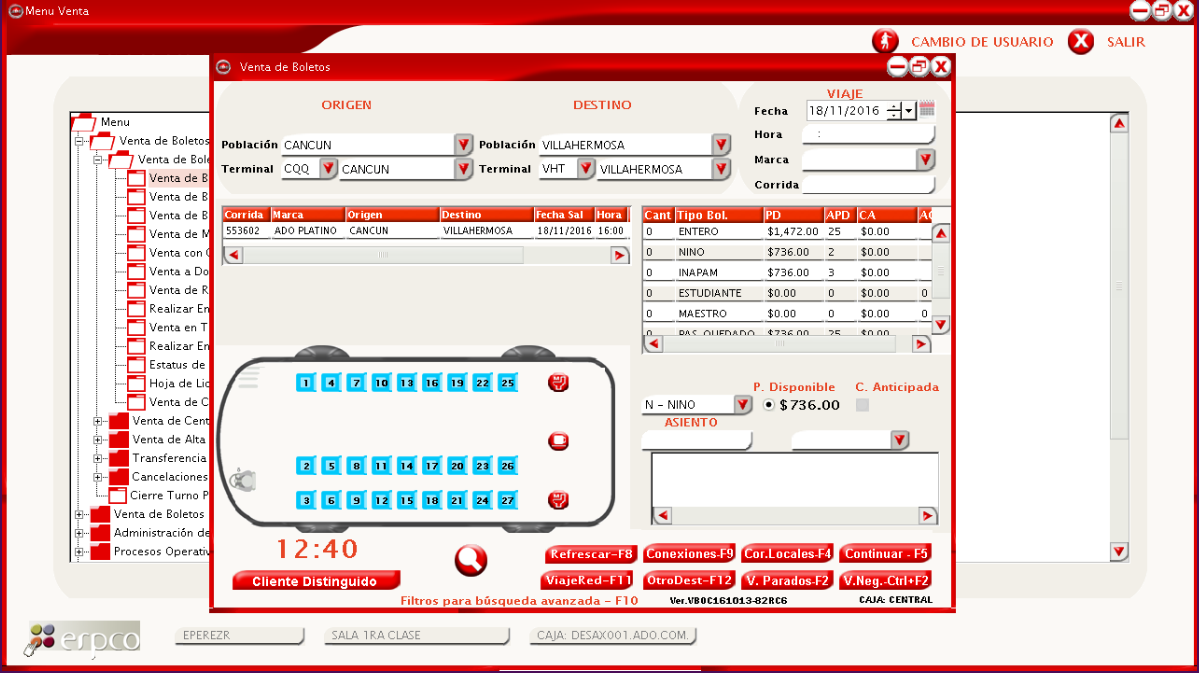 Menu Venta
CAMBIO DE USUARIO SALIR
Venta de Boletos
ORIGEN DESTINO VIAJE
Fecha 18/11/2016
Hora :
Población CANCUN Población VILLAHERMOSA
Marca
Terminal CQQ CANCUN Terminal VHT VILLAHERMOSA
Corrida
Corrida Marca Origen Destino Fecha Sal Hora
553602 ADO PLATINO CANCUN VILLAHERMOSA 18/11/2016 16:00
Cant Tipo Bol. PD APD CA
0 ENTERO $1,472.00 25 $0.00
0 NINO $736.00 2 $0.00
0 INAPAM $736.00 3 $0.00
0 ESTUDIANTE $0.00 0 $0.00 0
0 MAESTRO $0.00 0 $0.00 0
0 PAS. QUEDADO $736.00 25 $0.00
Menu
Venta de Boletos
Venta de Bole
Venta de B
Venta de B
Venta de B
Venta de M
Venta con
Venta a Do
Venta de R
Realizar En
Venta en T
Realizar En
Estatus de
Hoja de Lic
Venta de C
Venta de Cent
Venta de Alta
Transferencia
Cancelaciones
Cierre Turno P
Venta de Boletos
Administración de
Procesos Operativ
1 4 7 10 13 16 19 22 25
2 5 8 11 14 17 20 23 26
3 6 9 12 15 18 21 24 27
P. Disponible C. Anticipada
N - NINO $736.00
ASIENTO
12:40
Cliente Distinguido
Refrescar-F8 Conexiones-F9 Cor.Locales-F4 Continuar - F5
ViajeRed-F11 OtroDest-F12 V. Parados-F2 V.Neg.-Ctrl+F2
Filtros para búsqueda avanzada - F10 Ver.VBOC161013-82RC6 CAJA: CENTRAL
erpco EPEREZR SALA 1RA CLASE CAJA: DESAX001.ADO.COM.